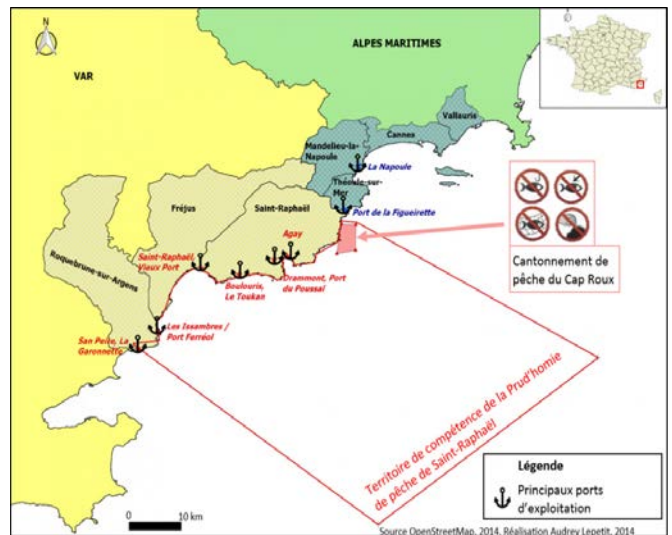 N
ALPES MARITIMES
VAR
Vallauris
Cannes
Mandelieu-la-
Napoule
La Napoule
Théoule-sur-
Mer
Port de la Figueirette
Fréjus
Saint-Raphaël
Agay
Saint-Raphaël,
Vieux Port
Roquebrune-sur-Argens
Boulouris,
Le Toukan
Drammont, Port
du Poussaï
Cantonnement de
pêche du Cap Roux
Les Issambres /
Port Ferréol
San Peïre, La
Garonnette
Territoire de compétence de la Prud'homie
de pêche de Saint-Raphaël
Légende
Principaux ports
d'exploitation
0 10 km
Source OpenStreetMap, 2014. Réalisation Audrey Lepetit, 2014